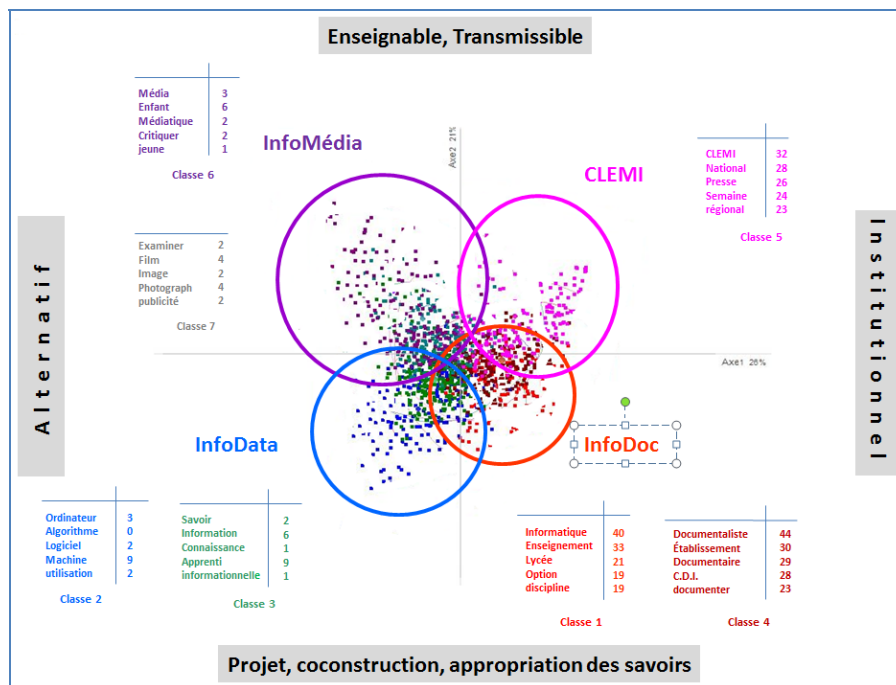 Enseignable, Transmissible
Média 3
Enfant 6
Médiatique 2
Critiquer 2
jeune 1
Classe 6
InfoMédia
Axe2 21%
CLEMI
CLEMI 32
National 28
Presse 26
Semaine 24
régional 23
Classe 5
Alternatif
Institutionnel
Examiner 2
Film 4
Image 2
Photograph 4
publicité 2
Classe 7
Axe1 26%
InfoData
InfoDoc
Ordinateur 3
Algorithme 0
Logiciel 2
Machine 9
utilisation 2
Classe 2
Savoir 2
Information 6
Connaissance 1
Apprenti 9
informationnelle 1
Classe 3
Informatique 40
Enseignement 33
Lycée 21
Option 19
discipline 19
Classe 1
Documentaliste 44
Établissement 30
Documentaire 29
C.D.I. 28
documenter 23
Classe 4
Projet, coconstruction, appropriation des savoirs